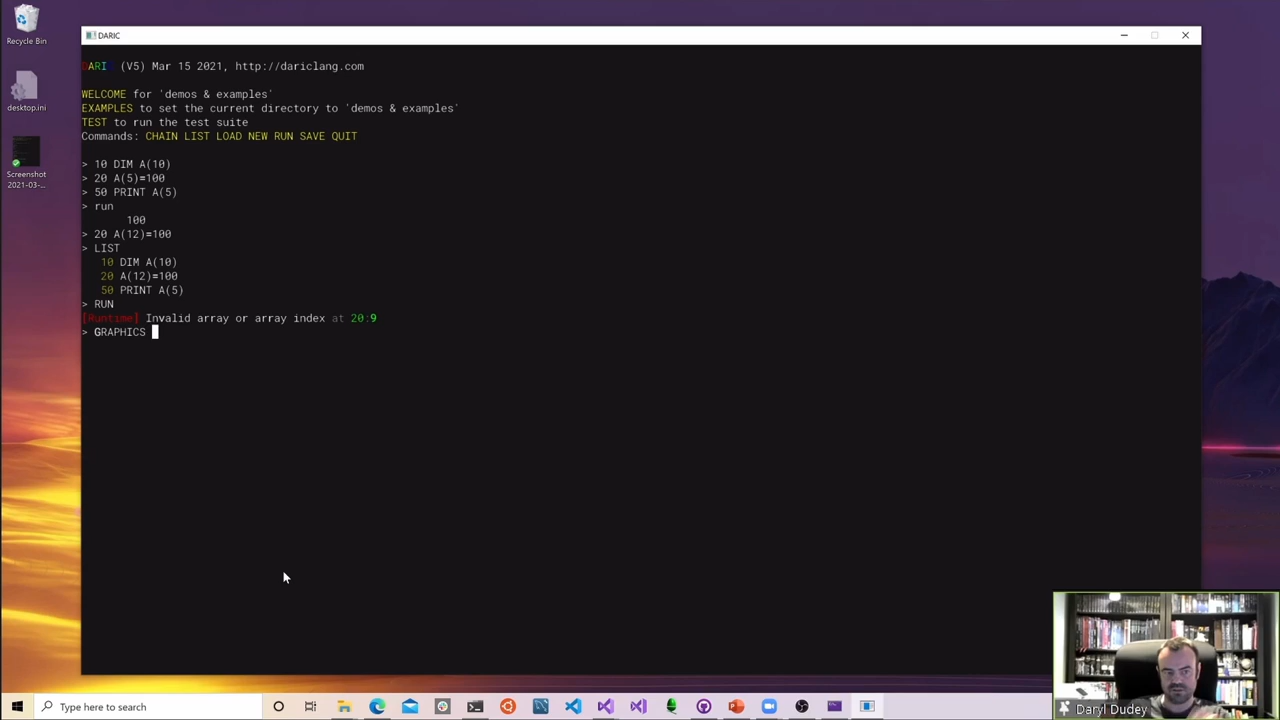 Recycle Bin
desktop.ini
Screenshot
2021-03-...
DARIC
DARI (V5) Mar 15 2021, http://dariclang.com
WELCOME for `demos & examples`
EXAMPLES to set the current directory to `demos & examples`
TEST to run the test suite
Commands: CHAIN LIST LOAD NEW RUN SAVE QUIT
> 10 DIM A(10)
> 20 A(5)=100
> 50 PRINT A(5)
> run
100
> 20 A(12)=100
> LIST
10 DIM A(10)
20 A(12)=100
50 PRINT A(5)
> RUN
[Runtime] Invalid array or array index at 20:9
> GRAPHICS
Type here to search
Daryl Dudey